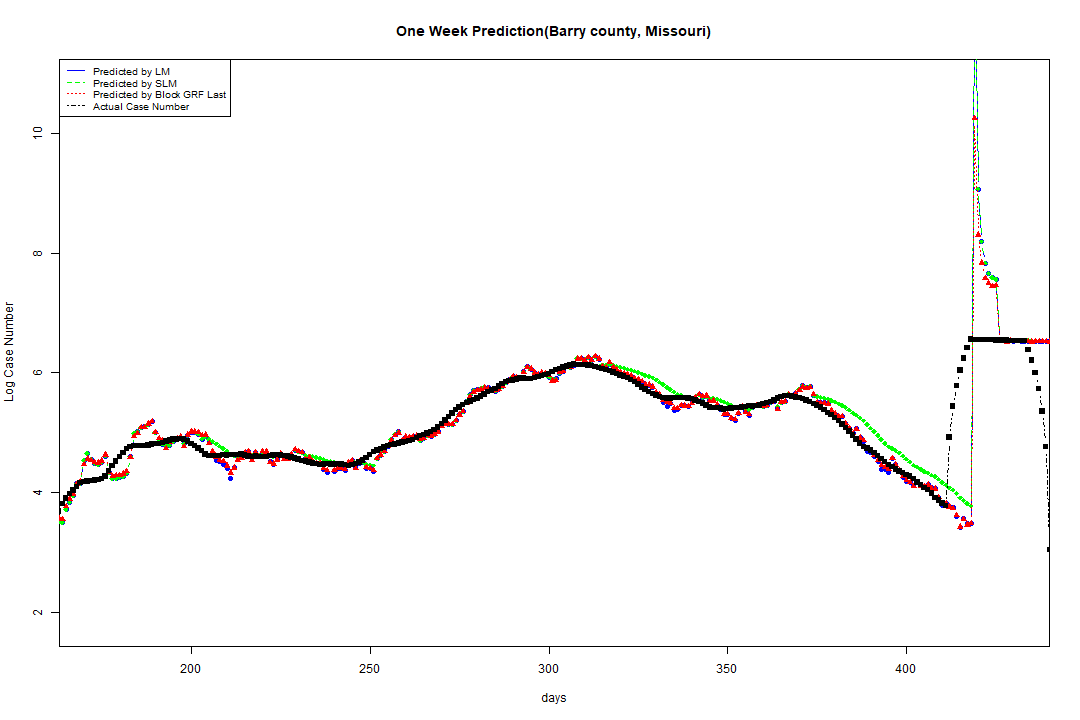 One Week Prediction(Barry county, Missouri)
Predicted by LM
Predicted by SLM
Predicted by Block GRF Last
Actual Case Number
10
8
6
4
2
Log Case Number
200
250
300
350
400
days